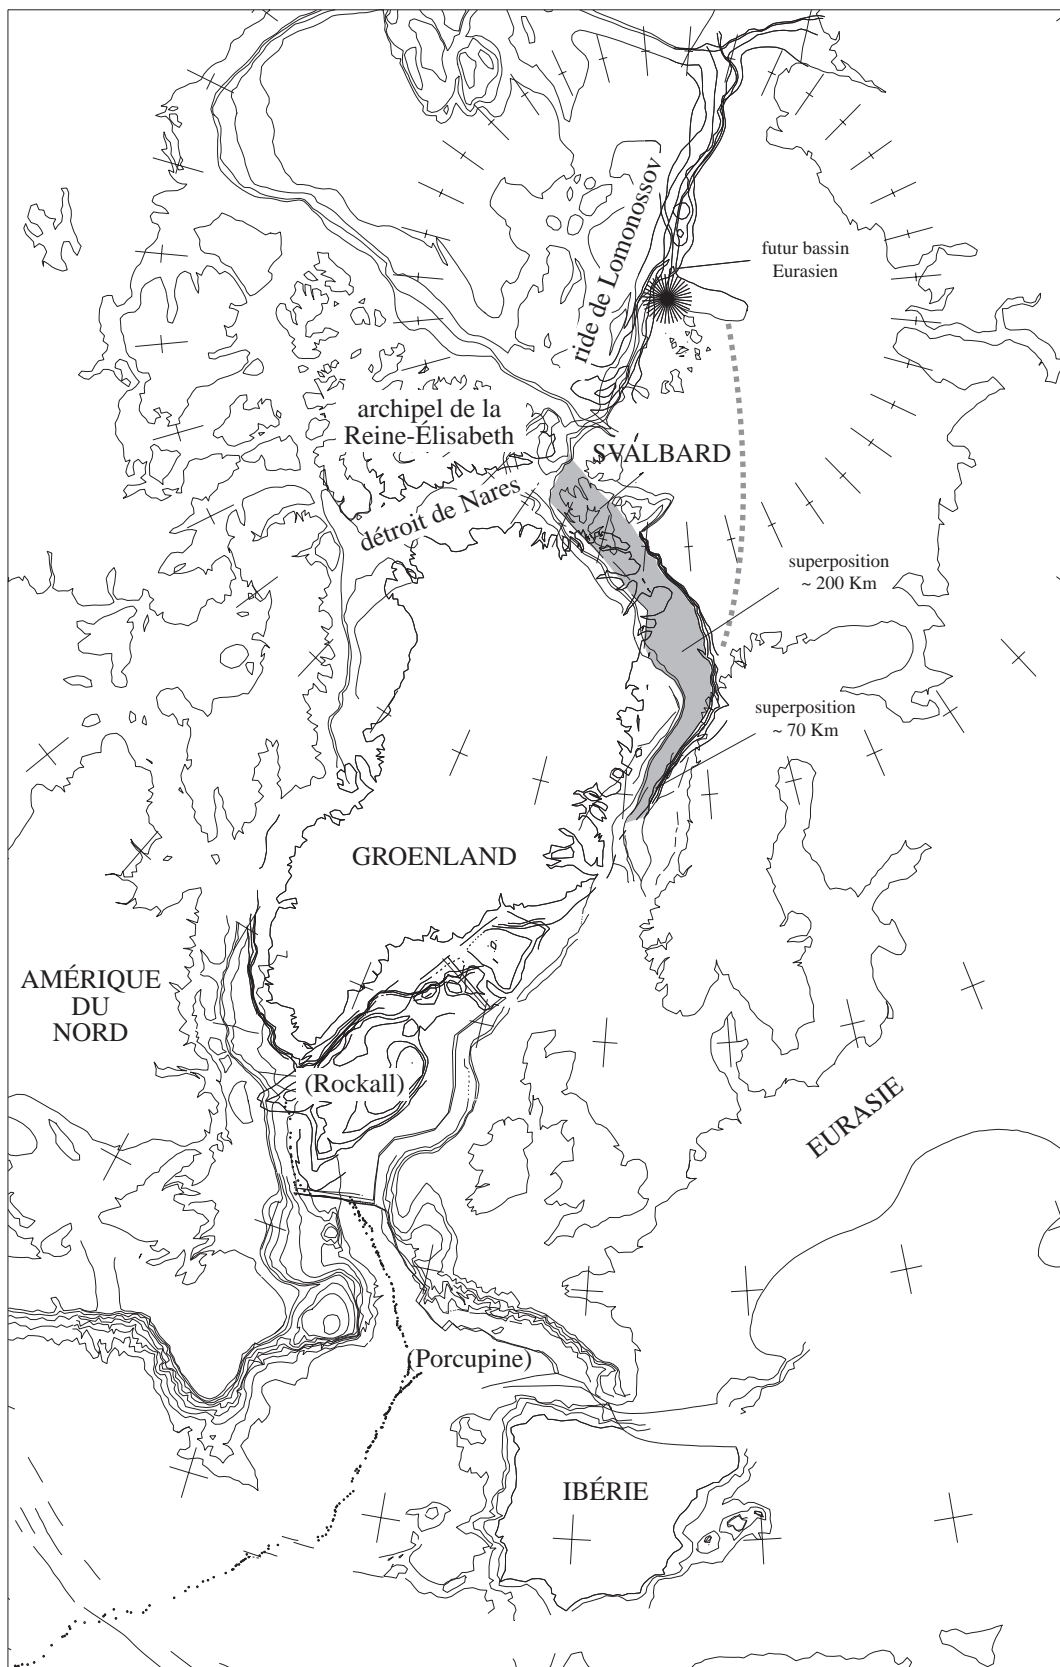 ride de Lomonossov
futur bassin
Eurasien
archipel de la
Reine-Élisabeth
SVALBARD
détroit de Nares
superposition
~ 200 Km
superposition
~ 70 Km
GROENLAND
AMÉRIQUE
DU
NORD
(Rockall)
EURASIE
(Porcupine)
IBÉRIE